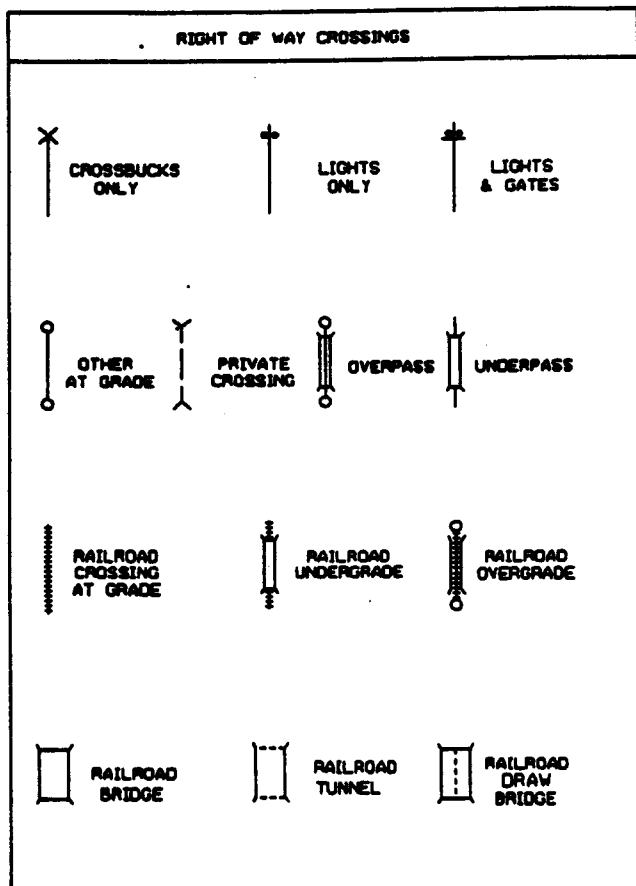 RIGHT OF WAY CROSSINGS
CROSSBUCKS
ONLY
LIGHTS
ONLY
LIGHTS
& GATES
OTHER
AT GRADE
PRIVATE
CROSSING
OVERPASS
UNDERPASS
RAILROAD
CROSSING
AT GRADE
RAILROAD
UNDERGRADE
RAILROAD
OVERGRADE
RAILROAD
BRIDGE
RAILROAD
TUNNEL
RAILROAD
DRAW
BRIDGE